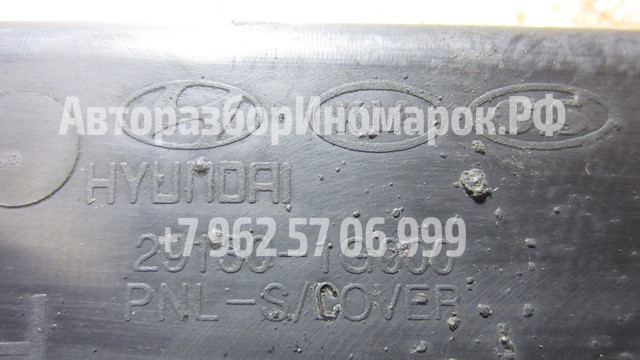 АвторазборИномарок.РФ
HYUNDAI
+7 962 57 06 999
PNL-S/COVER